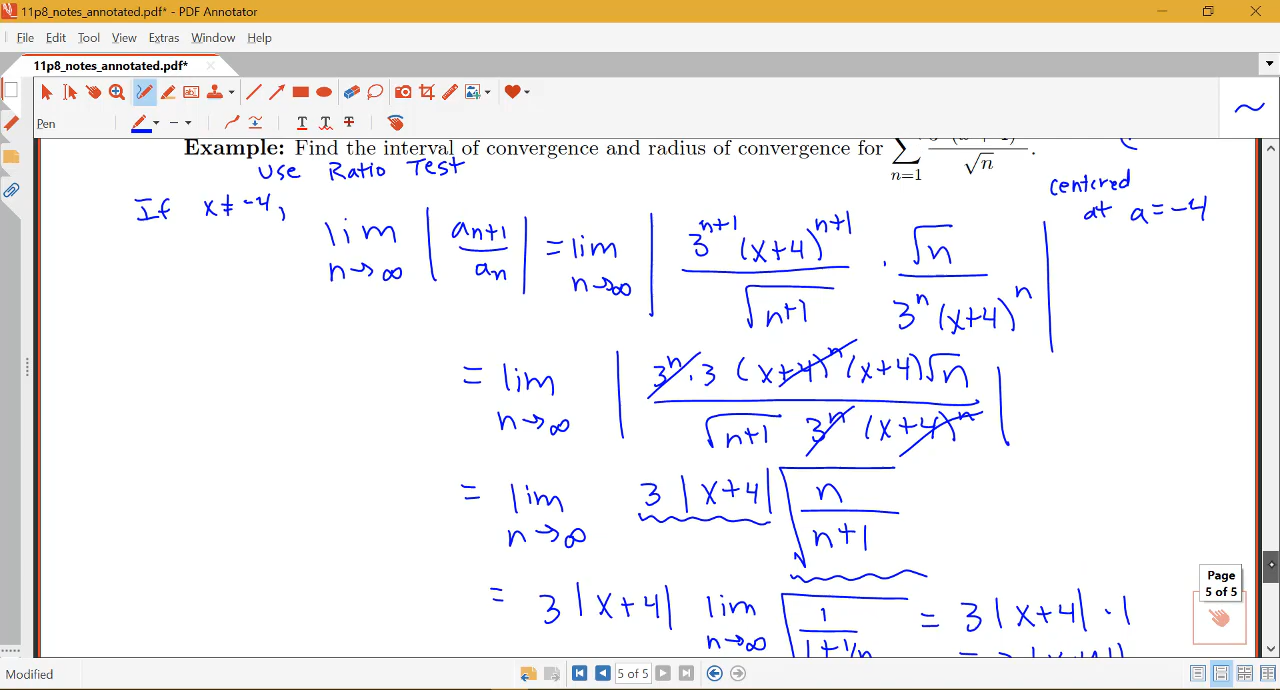 11p8_notes_annotated.pdf* - PDF Annotator
File Edit Tool View Extras Window Help
11p8_notes_annotated.pdf*
Pen
Example: Find the interval of convergence and radius of convergence for ∑ n=1 √n .
Use Ratio Test
centered
at a = -4
If x ≠ -4,
lim n→∞ | a_{n+1} / a_n | = lim n→∞ | 3^{n+1} (x+4)^{n+1} / √(n+1) · √n / 3^n (x+4)^n |
= lim n→∞ | 3^n · 3 (x+4)^n (x+4) √n / √(n+1) 3^n (x+4)^n |
= lim n→∞ 3 |x+4| √(n / n+1)
= 3 |x+4| lim n→∞ √(1 / 1+1/n) = 3 |x+4| · 1
Page
5 of 5
Modified
5 of 5